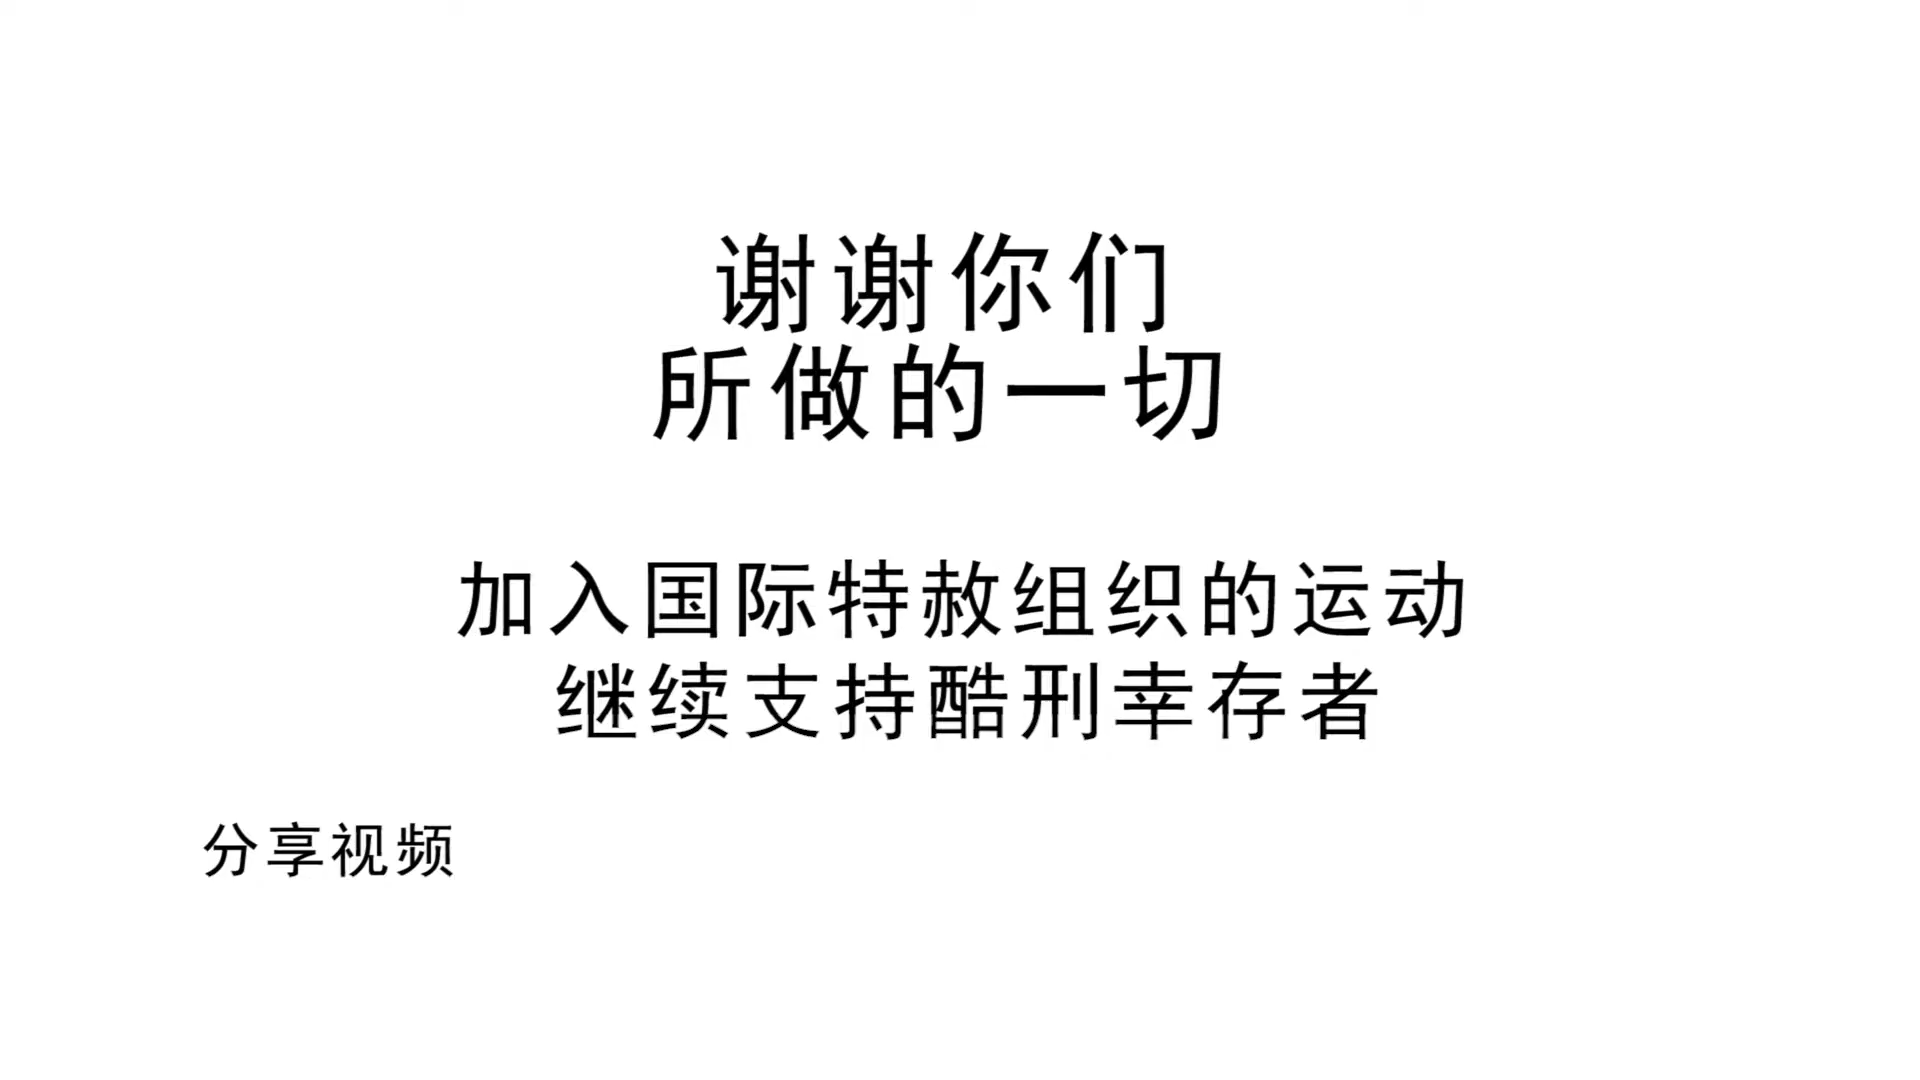 谢谢你们
所做的一切
加入国际特赦组织的运动
继续支持酷刑幸存者
分享视频